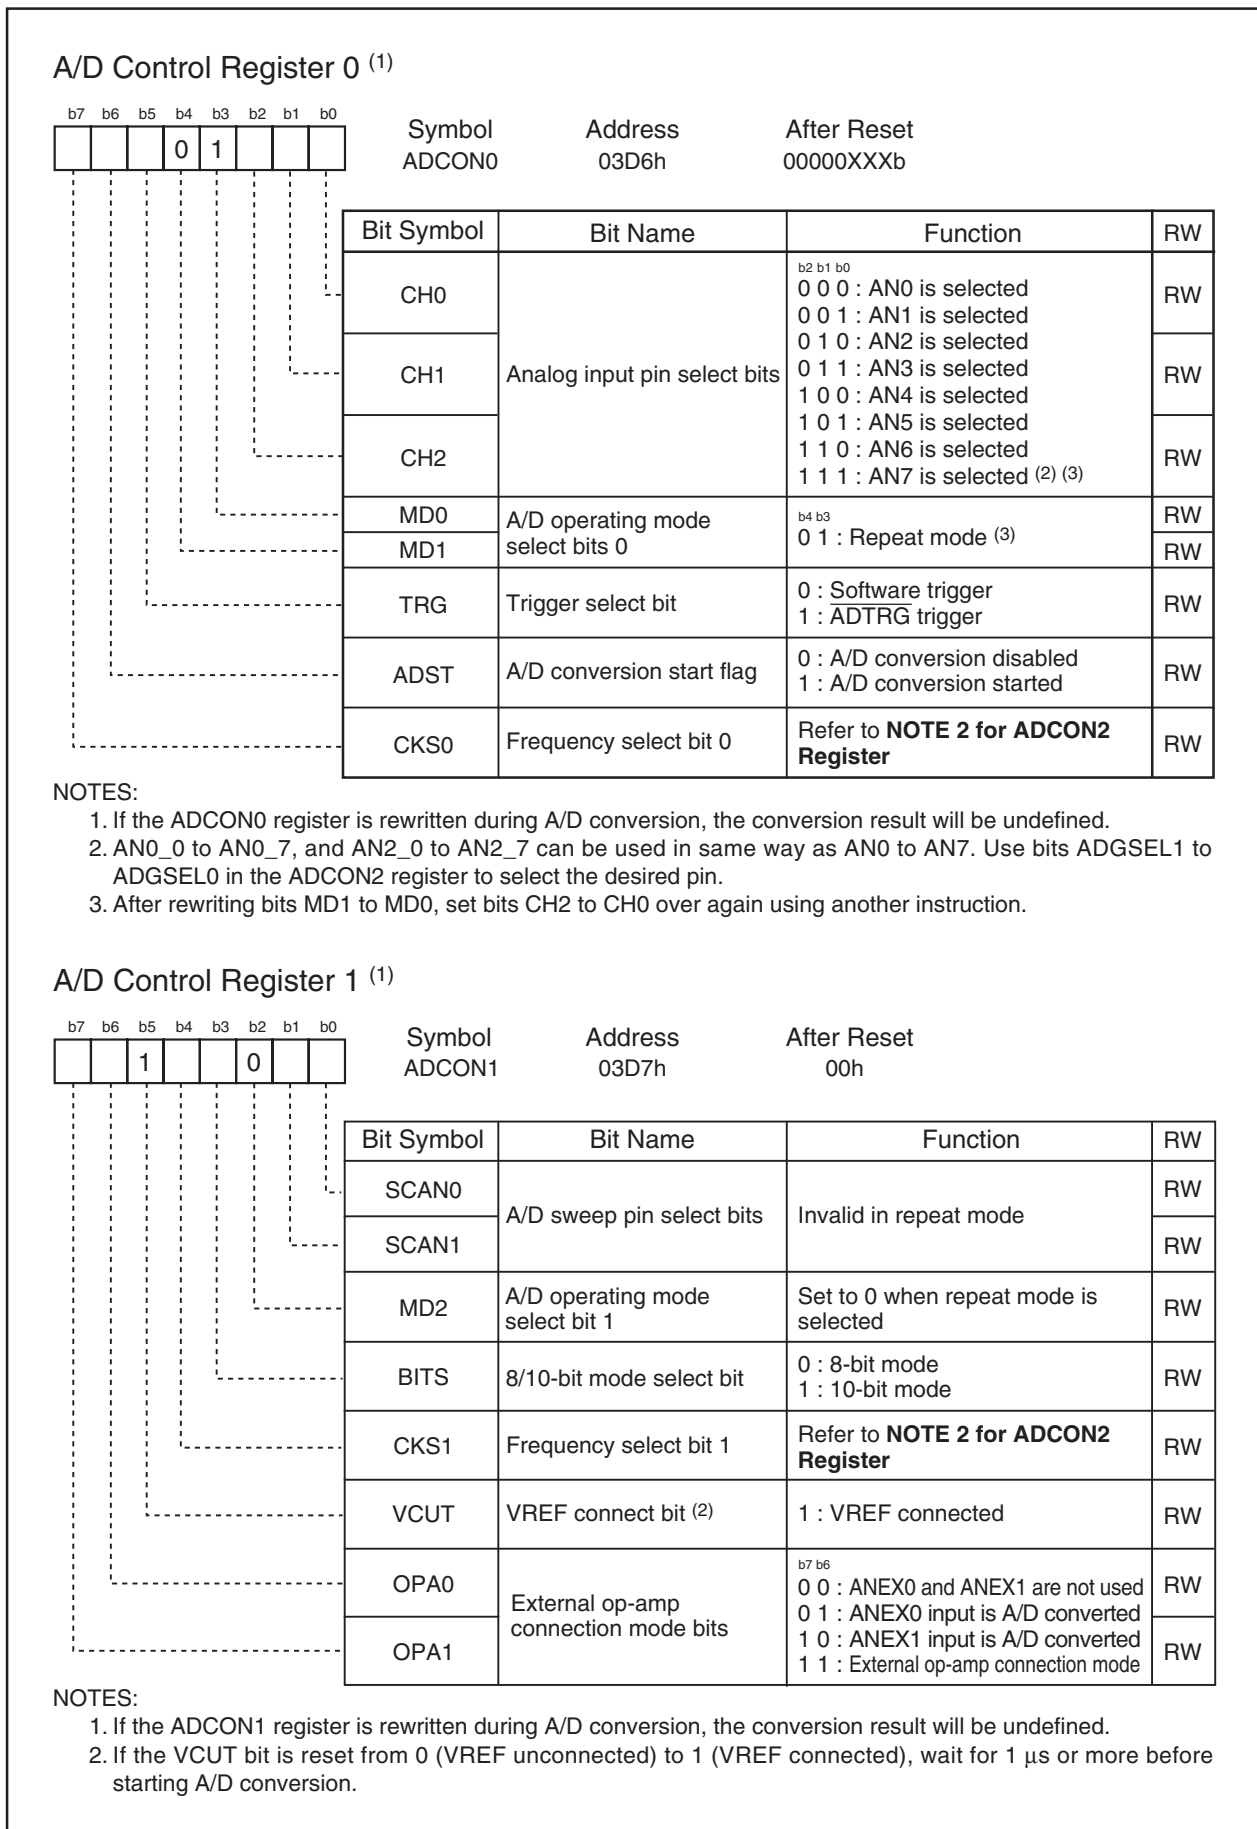 A/D Control Register 0 (1)
b7 b6 b5 b4 b3 b2 b1 b0
0 1
Symbol Address After Reset
ADCON0 03D6h 00000XXXb
Bit Symbol Bit Name Function RW
CH0 RW
CH1 Analog input pin select bits RW
CH2 RW
b2 b1 b0
0 0 0 : AN0 is selected
0 0 1 : AN1 is selected
0 1 0 : AN2 is selected
0 1 1 : AN3 is selected
1 0 0 : AN4 is selected
1 0 1 : AN5 is selected
1 1 0 : AN6 is selected
1 1 1 : AN7 is selected (2) (3)
MD0 RW
MD1 RW
A/D operating mode
select bits 0
b4 b3
0 1 : Repeat mode (3)
TRG Trigger select bit RW
0 : Software trigger
1 : ADTRG trigger
ADST A/D conversion start flag RW
0 : A/D conversion disabled
1 : A/D conversion started
CKS0 Frequency select bit 0 RW
Refer to NOTE 2 for ADCON2
Register
NOTES:
1. If the ADCON0 register is rewritten during A/D conversion, the conversion result will be undefined.
2. AN0_0 to AN0_7, and AN2_0 to AN2_7 can be used in same way as AN0 to AN7. Use bits ADGSEL1 to
ADGSEL0 in the ADCON2 register to select the desired pin.
3. After rewriting bits MD1 to MD0, set bits CH2 to CH0 over again using another instruction.
A/D Control Register 1 (1)
b7 b6 b5 b4 b3 b2 b1 b0
1 0
Symbol Address After Reset
ADCON1 03D7h 00h
Bit Symbol Bit Name Function RW
SCAN0 RW
A/D sweep pin select bits Invalid in repeat mode
SCAN1 RW
MD2 RW
A/D operating mode
select bit 1
Set to 0 when repeat mode is
selected
BITS 8/10-bit mode select bit RW
0 : 8-bit mode
1 : 10-bit mode
CKS1 Frequency select bit 1 RW
Refer to NOTE 2 for ADCON2
Register
VCUT VREF connect bit (2) 1 : VREF connected RW
OPA0 RW
OPA1 RW
External op-amp
connection mode bits
b7 b6
0 0 : ANEX0 and ANEX1 are not used
0 1 : ANEX0 input is A/D converted
1 0 : ANEX1 input is A/D converted
1 1 : External op-amp connection mode
NOTES:
1. If the ADCON1 register is rewritten during A/D conversion, the conversion result will be undefined.
2. If the VCUT bit is reset from 0 (VREF unconnected) to 1 (VREF connected), wait for 1 µs or more before
starting A/D conversion.